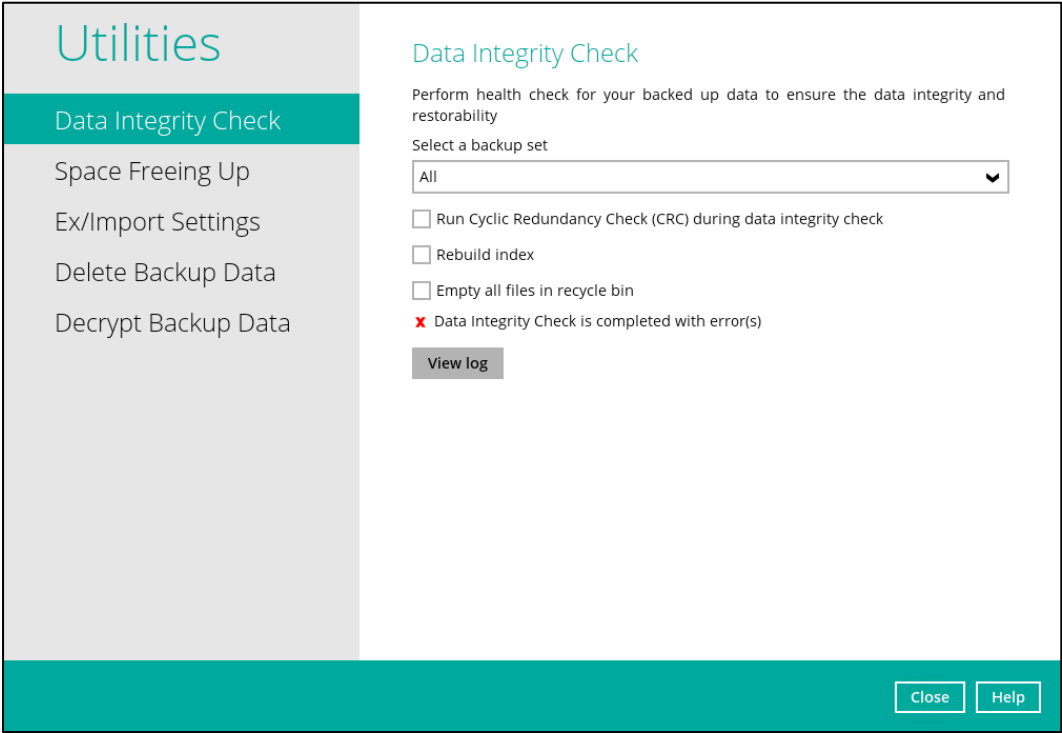 Utilities
Data Integrity Check
Space Freeing Up
Ex/Import Settings
Delete Backup Data
Decrypt Backup Data
Data Integrity Check
Perform health check for your backed up data to ensure the data integrity and
restorability
Select a backup set
All
Run Cyclic Redundancy Check (CRC) during data integrity check
Rebuild index
Empty all files in recycle bin
x Data Integrity Check is completed with error(s)
View log
Close Help